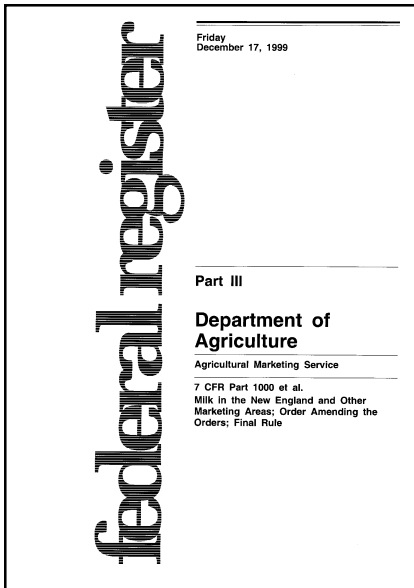 federal register
Friday
December 17, 1999
Part III
Department of
Agriculture
Agricultural Marketing Service
7 CFR Part 1000 et al.
Milk in the New England and Other
Marketing Areas; Order Amending the
Orders; Final Rule